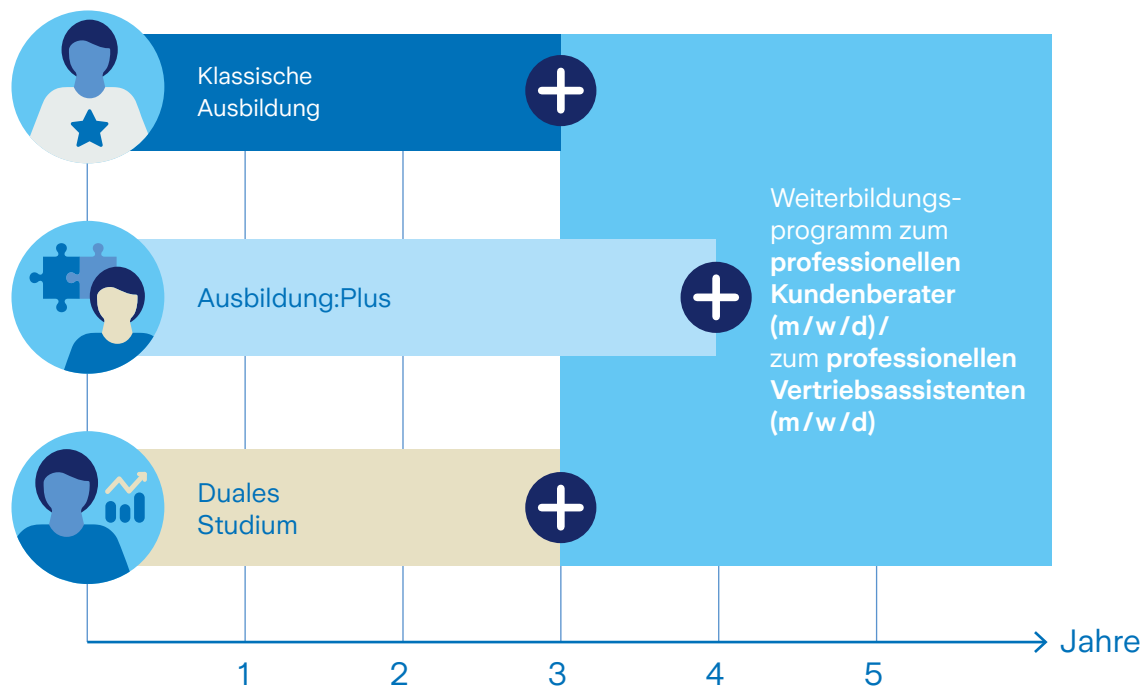 Klassische
Ausbildung
Ausbildung:Plus
Duales
Studium
Weiterbildungs-
programm zum
professionellen
Kundenberater
(m/w/d)/
zum professionellen
Vertriebsassistenten
(m/w/d)
1 2 3 4 5 Jahre